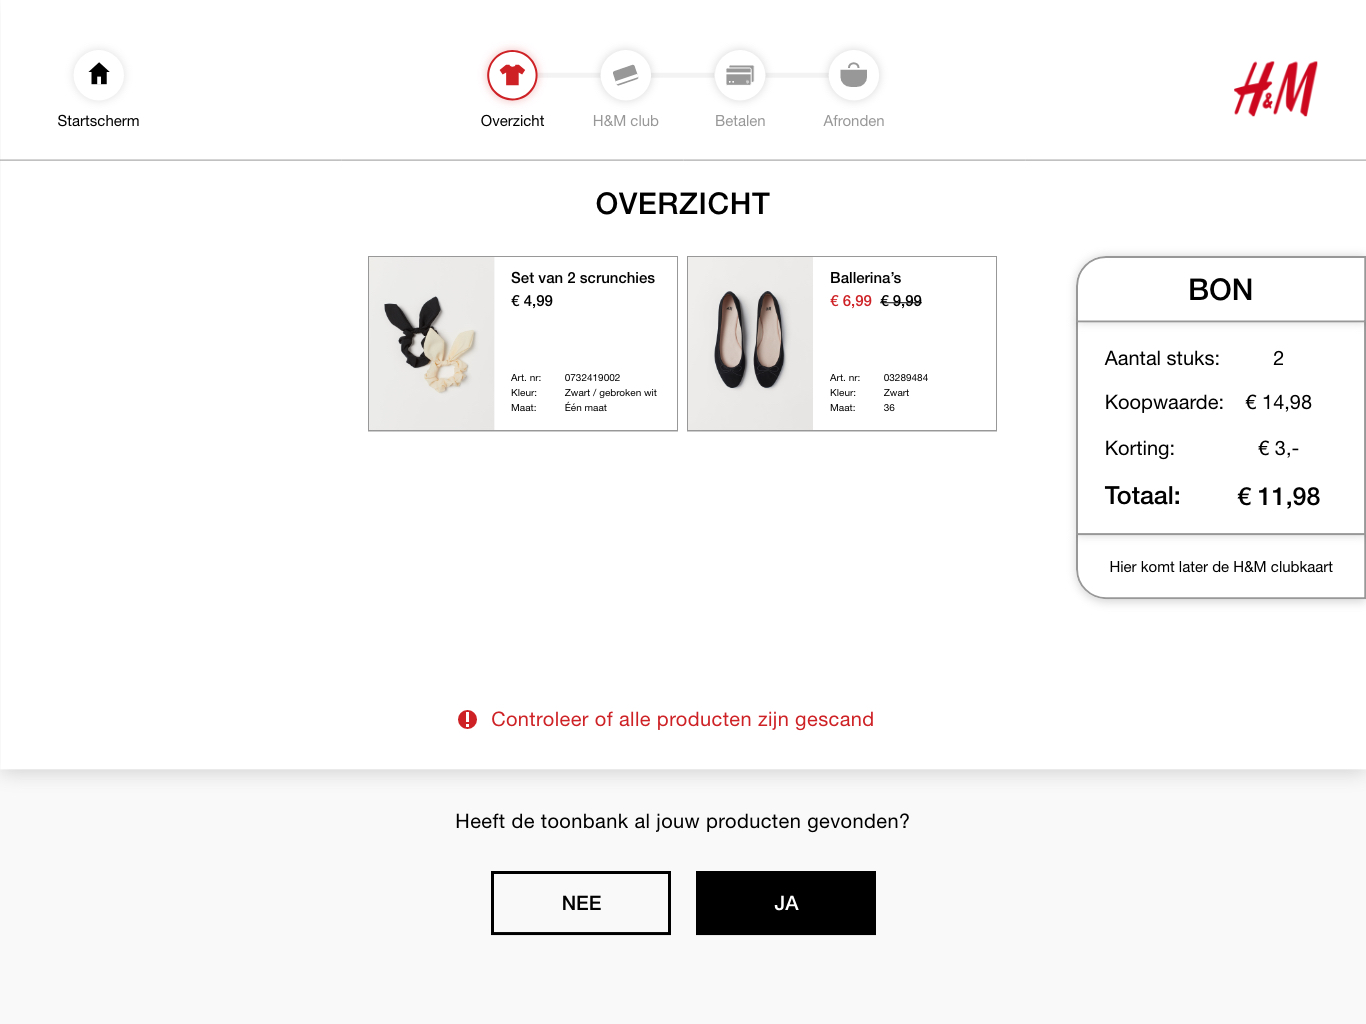 Startscherm
Overzicht
H&M club
Betalen
Afronden
H&M
OVERZICHT
Set van 2 scrunchies
€ 4,99
Art. nr: 0732419002
Kleur: Zwart / gebroken wit
Maat: Één maat
Ballerina’s
€ 6,99 € 9,99
Art. nr: 03289484
Kleur: Zwart
Maat: 36
BON
Aantal stuks: 2
Koopwaarde: € 14,98
Korting: € 3,-
Totaal: € 11,98
Hier komt later de H&M clubkaart
Controleer of alle producten zijn gescand
Heeft de toonbank al jouw producten gevonden?
NEE
JA